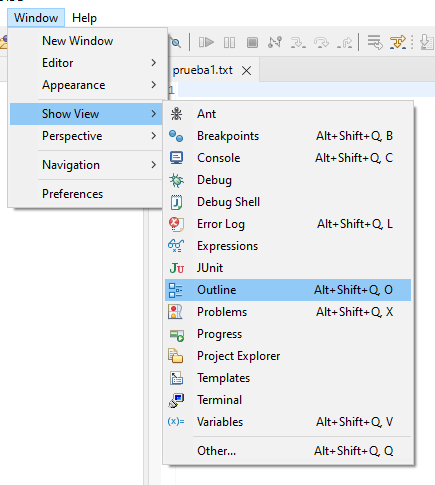 Window Help
New Window
Editor
Appearance
Show View
Perspective
Navigation
Preferences
prueba1.txt
1
Ant
Breakpoints Alt+Shift+Q, B
Console Alt+Shift+Q, C
Debug
Debug Shell
Error Log Alt+Shift+Q, L
Expressions
JUnit
Outline Alt+Shift+Q, O
Problems Alt+Shift+Q, X
Progress
Project Explorer
Templates
Terminal
Variables Alt+Shift+Q, V
Other... Alt+Shift+Q, Q